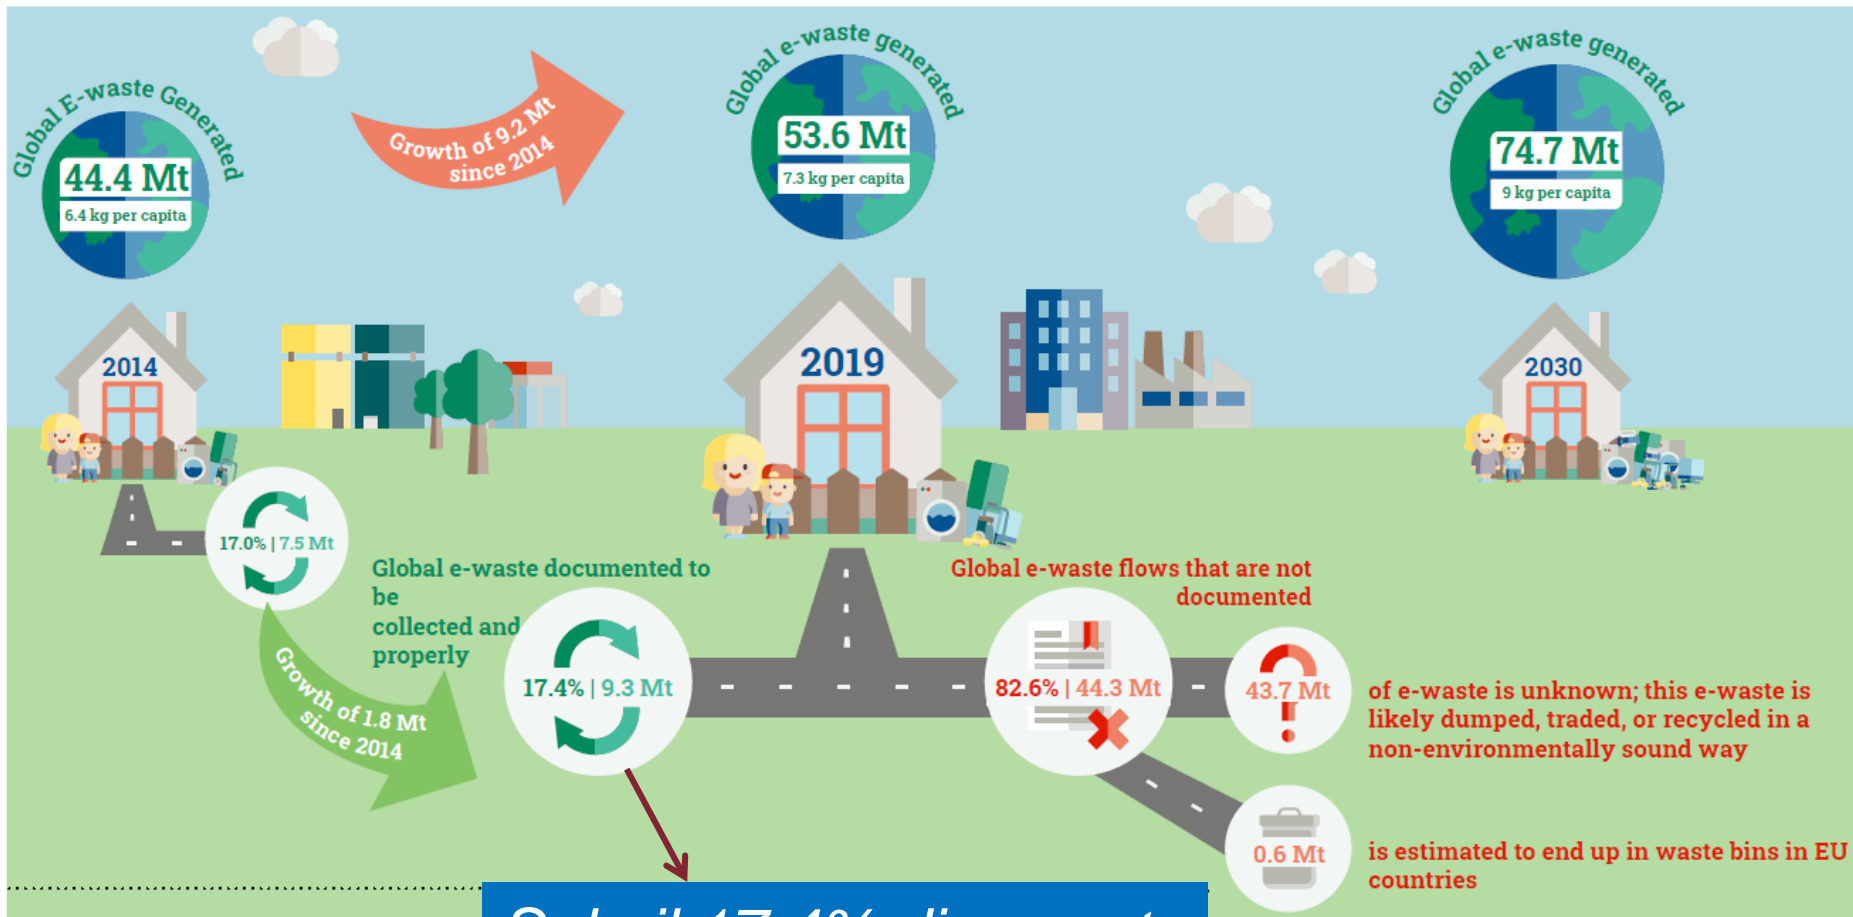 Global E-waste Generated
44.4 Mt
6.4 kg per capita
Growth of 9.2 Mt
since 2014
Global e-waste generated
53.6 Mt
7.3 kg per capita
Global e-waste generated
74.7 Mt
9 kg per capita
2014
2019
2030
17.0% | 7.5 Mt
Growth of 1.8 Mt
since 2014
Global e-waste documented to
be
collected and
properly
17.4% | 9.3 Mt
Global e-waste flows that are not
documented
82.6% | 44.3 Mt
43.7 Mt
of e-waste is unknown; this e-waste is
likely dumped, traded, or recycled in a
non-environmentally sound way
0.6 Mt
is estimated to end up in waste bins in EU
countries
17,4%